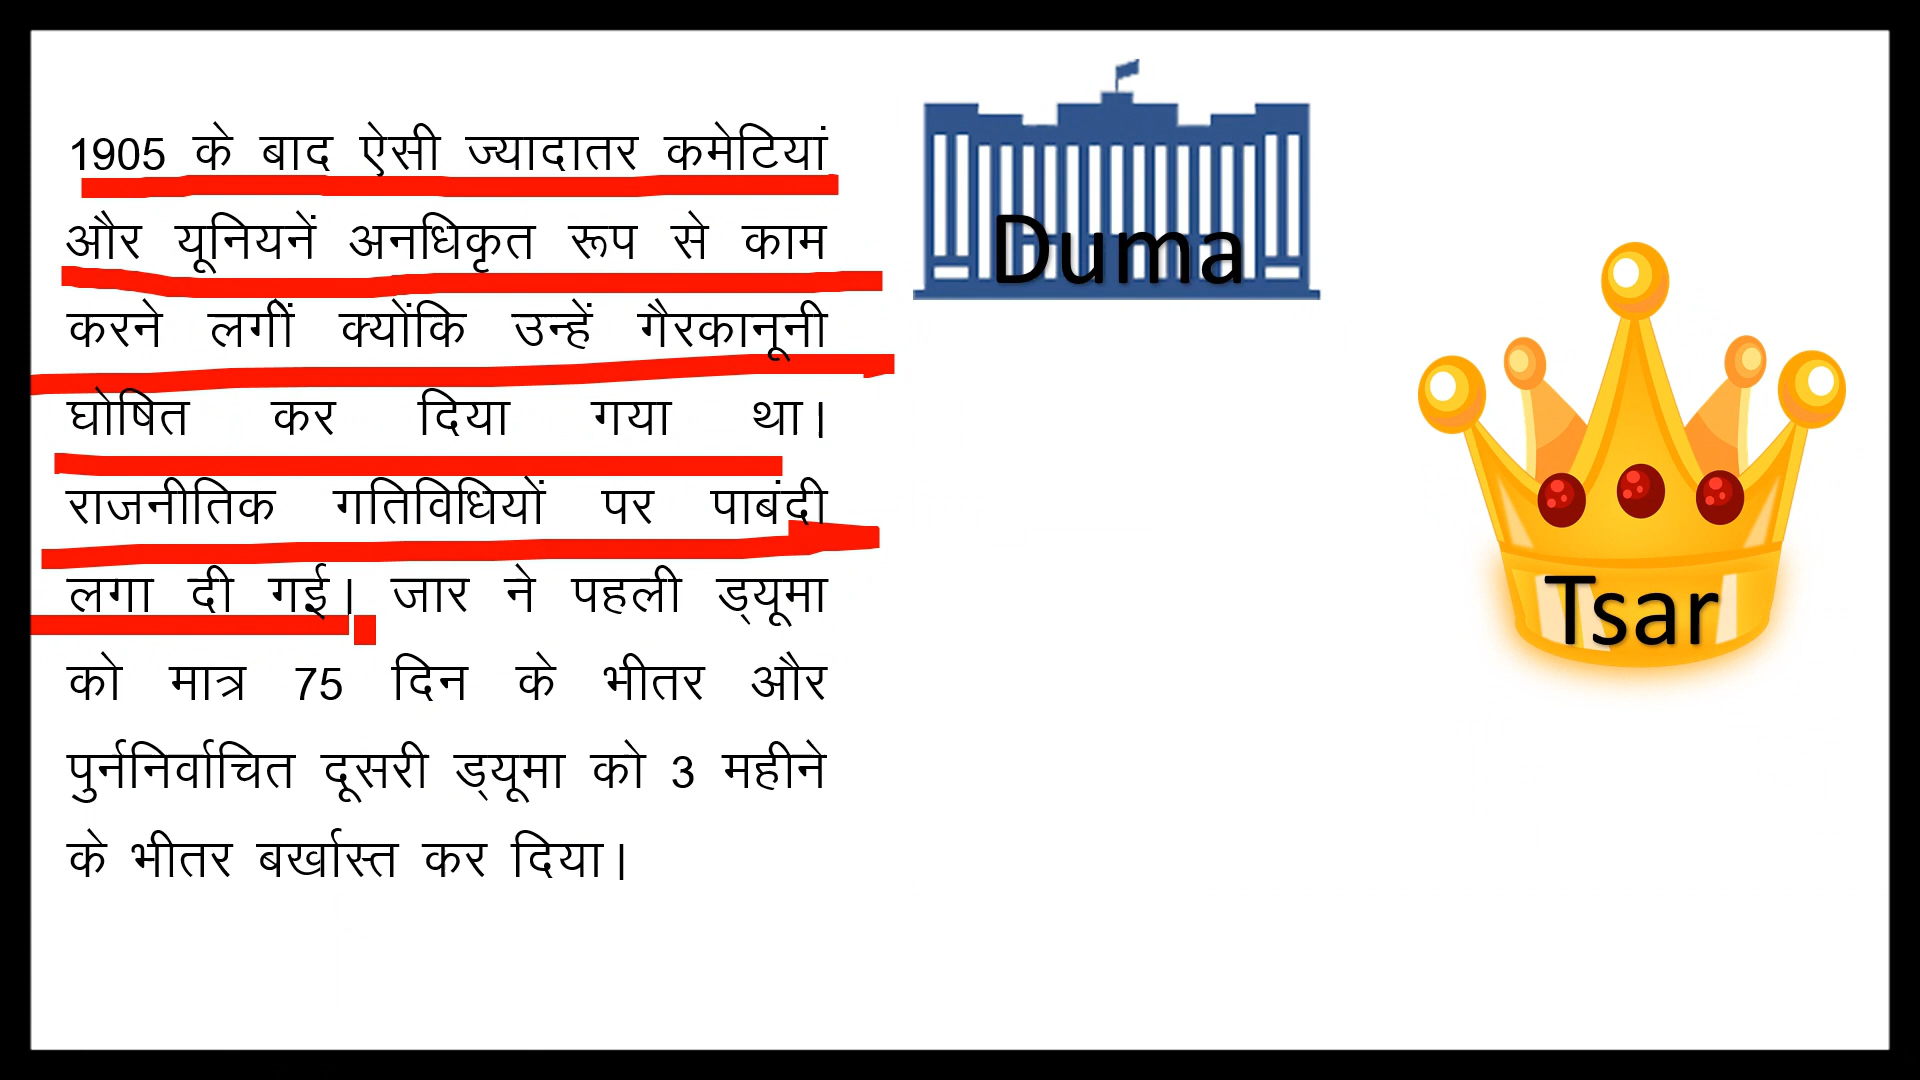 1905 के बाद ऐसी ज्यादातर कमेटियां
और यूनियनें अनधिकृत रूप से काम
करने लगीं क्योंकि उन्हें गैरकानूनी
घोषित कर दिया गया था।
राजनीतिक गतिविधियों पर पाबंदी
लगा दी गई। जार ने पहली ड्यूमा
को मात्र 75 दिन के भीतर और
पुर्ननिर्वाचित दूसरी ड्यूमा को 3 महीने
के भीतर बर्खास्त कर दिया।
Duma
Tsar